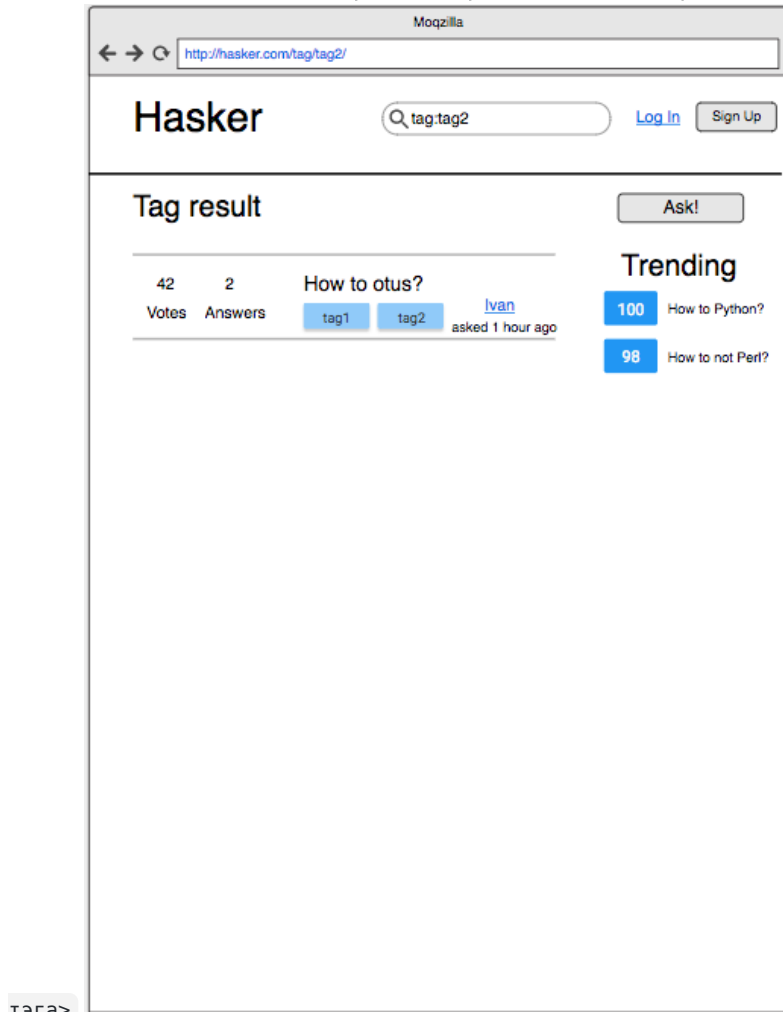 Moqzilla
http://hasker.com/tag/tag2/
Hasker
tag:tag2
Log In
Sign Up
Tag result
Ask!
42
2
How to otus?
Votes
Answers
tag1
tag2
Ivan
asked 1 hour ago
Trending
100
How to Python?
98
How to not Perl?
тага>